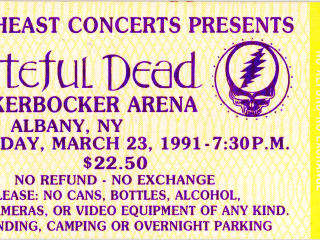 HEAST CONCERTS PRESENTS
teful Dead
KERBOCKER ARENA
ALBANY, NY
DAY, MARCH 23, 1991-7:30 P.M.
$22.50
NO REFUND - NO EXCHANGE
LEASE: NO CANS, BOTTLES, ALCOHOL,
MERAS, OR VIDEO EQUIPMENT OF ANY KIND.
NDING, CAMPING OR OVERNIGHT PARKING